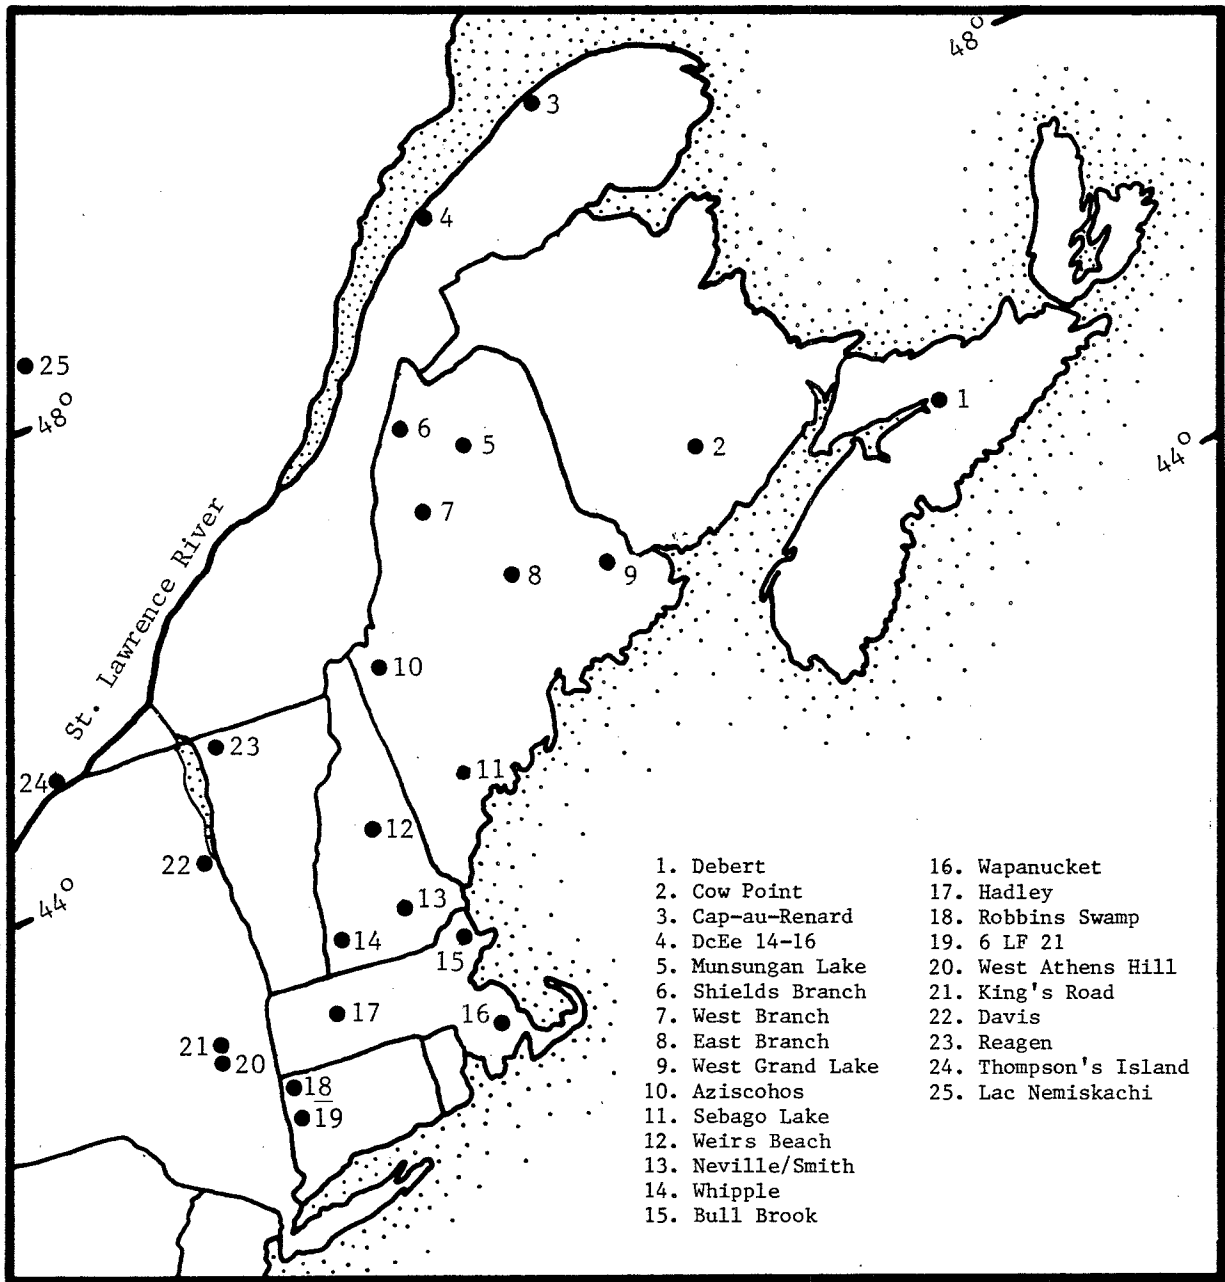 48°
3
4
25
48°
1
6
5
2
44°
7
St. Lawrence River
8
9
10
23
24
11
12
22
44°
13
14
15
17
16
21
20
18
19
1. Debert
2. Cow Point
3. Cap-au-Renard
4. DcEe 14-16
5. Munsungan Lake
6. Shields Branch
7. West Branch
8. East Branch
9. West Grand Lake
10. Aziscohos
11. Sebago Lake
12. Weirs Beach
13. Neville/Smith
14. Whipple
15. Bull Brook
16. Wapanucket
17. Hadley
18. Robbins Swamp
19. 6 LF 21
20. West Athens Hill
21. King's Road
22. Davis
23. Reagen
24. Thompson's Island
25. Lac Nemiskachi